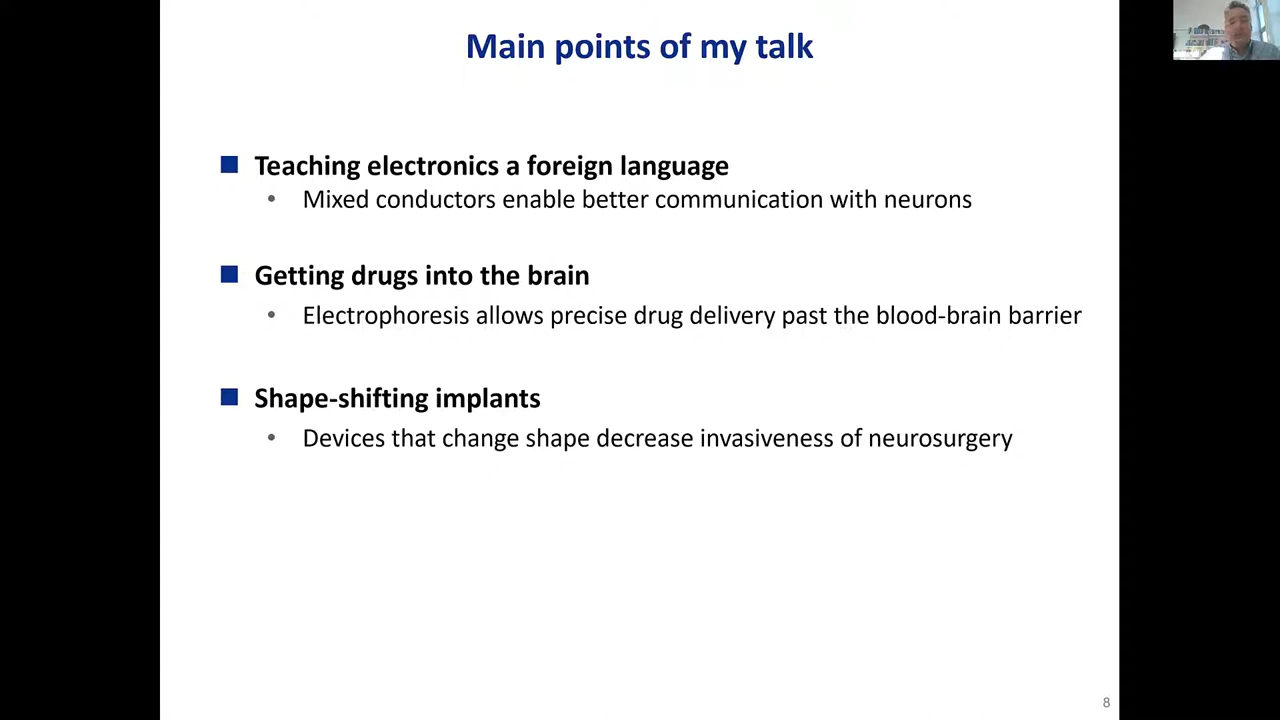 Main points of my talk
Teaching electronics a foreign language
• Mixed conductors enable better communication with neurons
Getting drugs into the brain
• Electrophoresis allows precise drug delivery past the blood-brain barrier
Shape-shifting implants
• Devices that change shape decrease invasiveness of neurosurgery
8